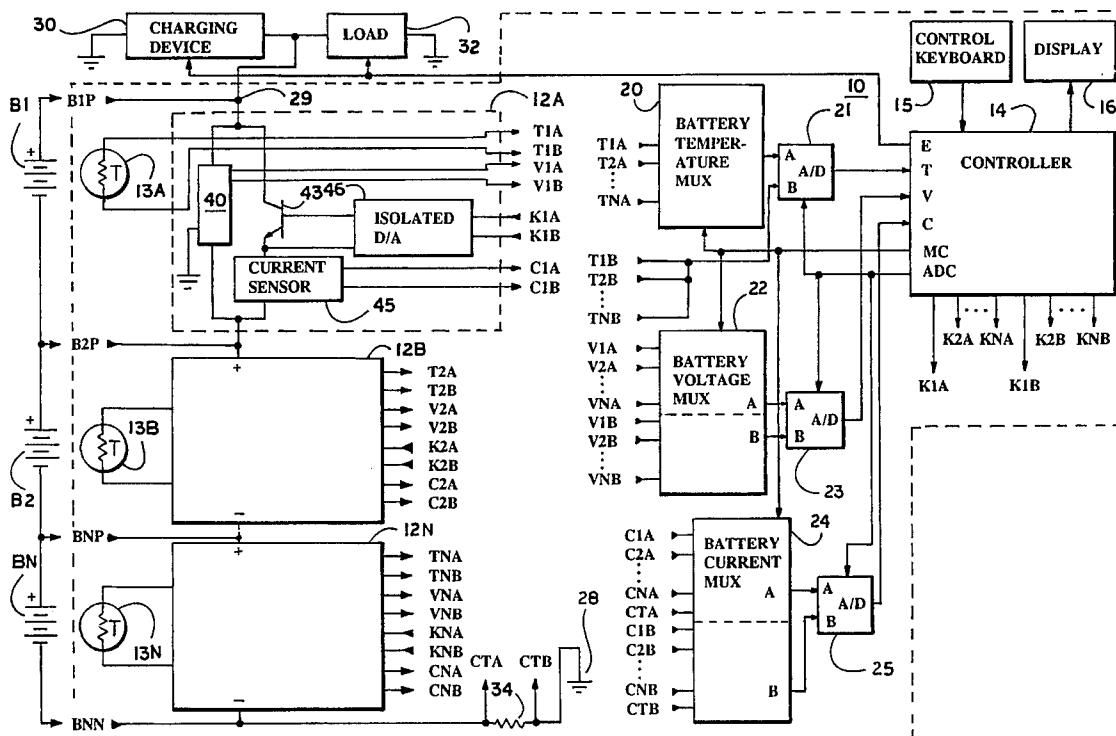 30
CHARGING
DEVICE
LOAD
32
CONTROL
KEYBOARD
DISPLAY
15
14
16
B1
B1P
29
12A
20
10
BATTERY
TEMPER-
ATURE
MUX
21
A
B
A/D
CONTROLLER
E
T
V
C
MC
ADC
+
T
13A
40
43
46
ISOLATED
D/A
CURRENT
SENSOR
45
T1A
T1B
V1A
V1B
K1A
K1B
C1A
C1B
T1A
T2A
TNA
T1B
T2B
TNB
22
K2A
KNA
K2B
KNB
K1A
K1B
B2P
12B
+
V1A
V2A
VNA
V1B
V2B
VNB
BATTERY
VOLTAGE
MUX
A
B
A
B
A/D
23
+
B2
T
13B
T2A
T2B
V2A
V2B
K2A
K2B
C2A
C2B
−
BNP
12N
+
BN
+
T
13N
TNA
TNB
VNA
VNB
KNA
KNB
CNA
CNB
−
BNN
CTA
CTB
34
28
24
C1A
C2A
CNA
CTA
C1B
C2B
CNB
CTB
BATTERY
CURRENT
MUX
A
B
A
B
A/D
25